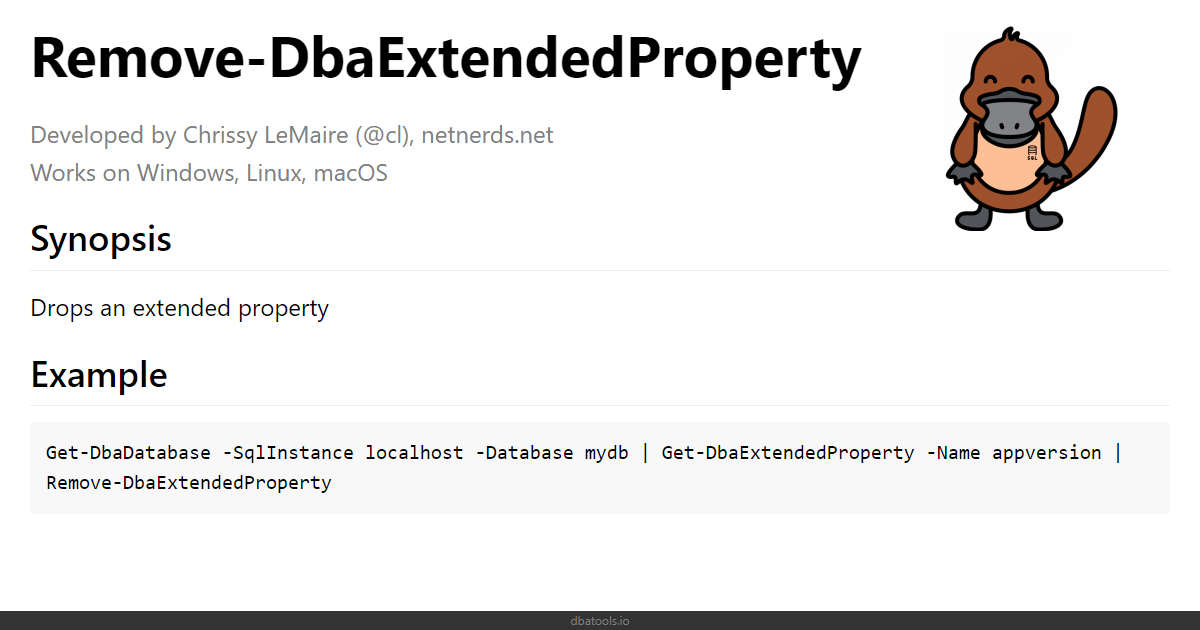 Remove-DbaExtendedProperty
Developed by Chrissy LeMaire (@cl), netnerds.net
Works on Windows, Linux, macOS
SQL
Synopsis
Drops an extended property
Example
Get-DbaDatabase -SqlInstance localhost -Database mydb | Get-DbaExtendedProperty -Name appversion |
Remove-DbaExtendedProperty
dbatools.io